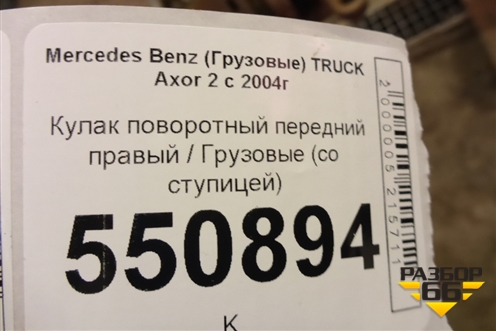 Mercedes Benz (Грузовые) TRUCK
Axor 2 с 2004г
Кулак поворотный передний
правый / Грузовые (со
ступицей)
550894
К
2000005215711
РАЗБОР
66